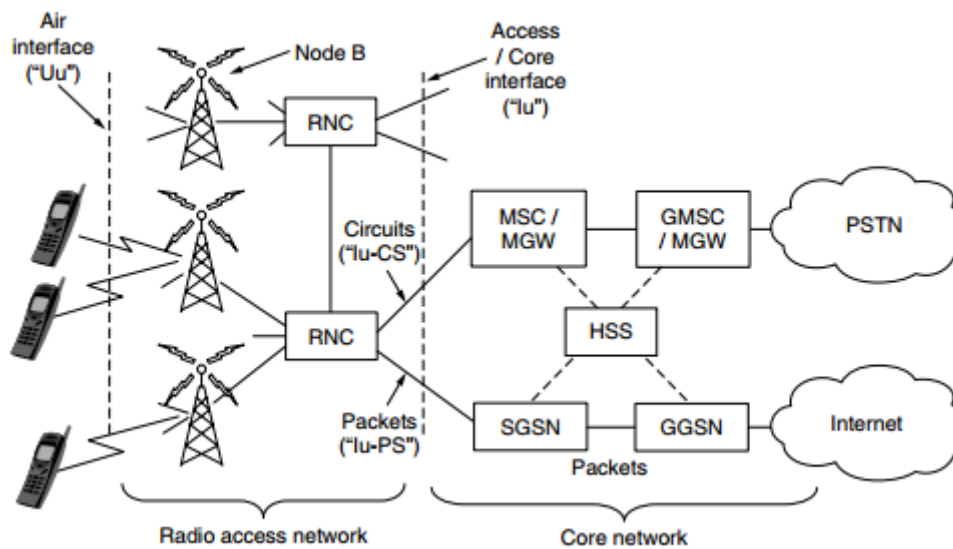 Air
interface
("Uu")
Node B
Access
/ Core
interface
("Iu")
RNC
MSC /
MGW
GMSC
/ MGW
PSTN
Circuits
("Iu-CS")
RNC
HSS
Packets
("Iu-PS")
SGSN
GGSN
Internet
Packets
Radio access network
Core network